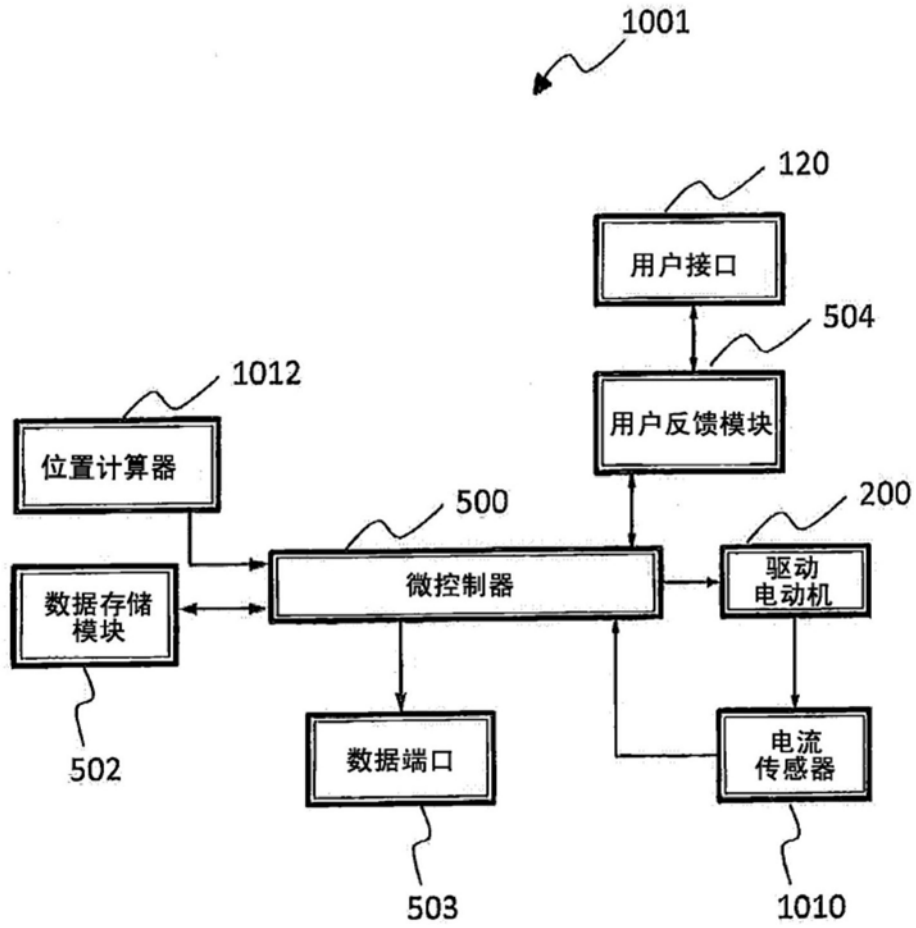 1001
120
用户接口
504
用户反馈模块
1012
位置计算器
500
微控制器
200
驱动
电动机
数据存储
模块
502
数据端口
503
电流
传感器
1010